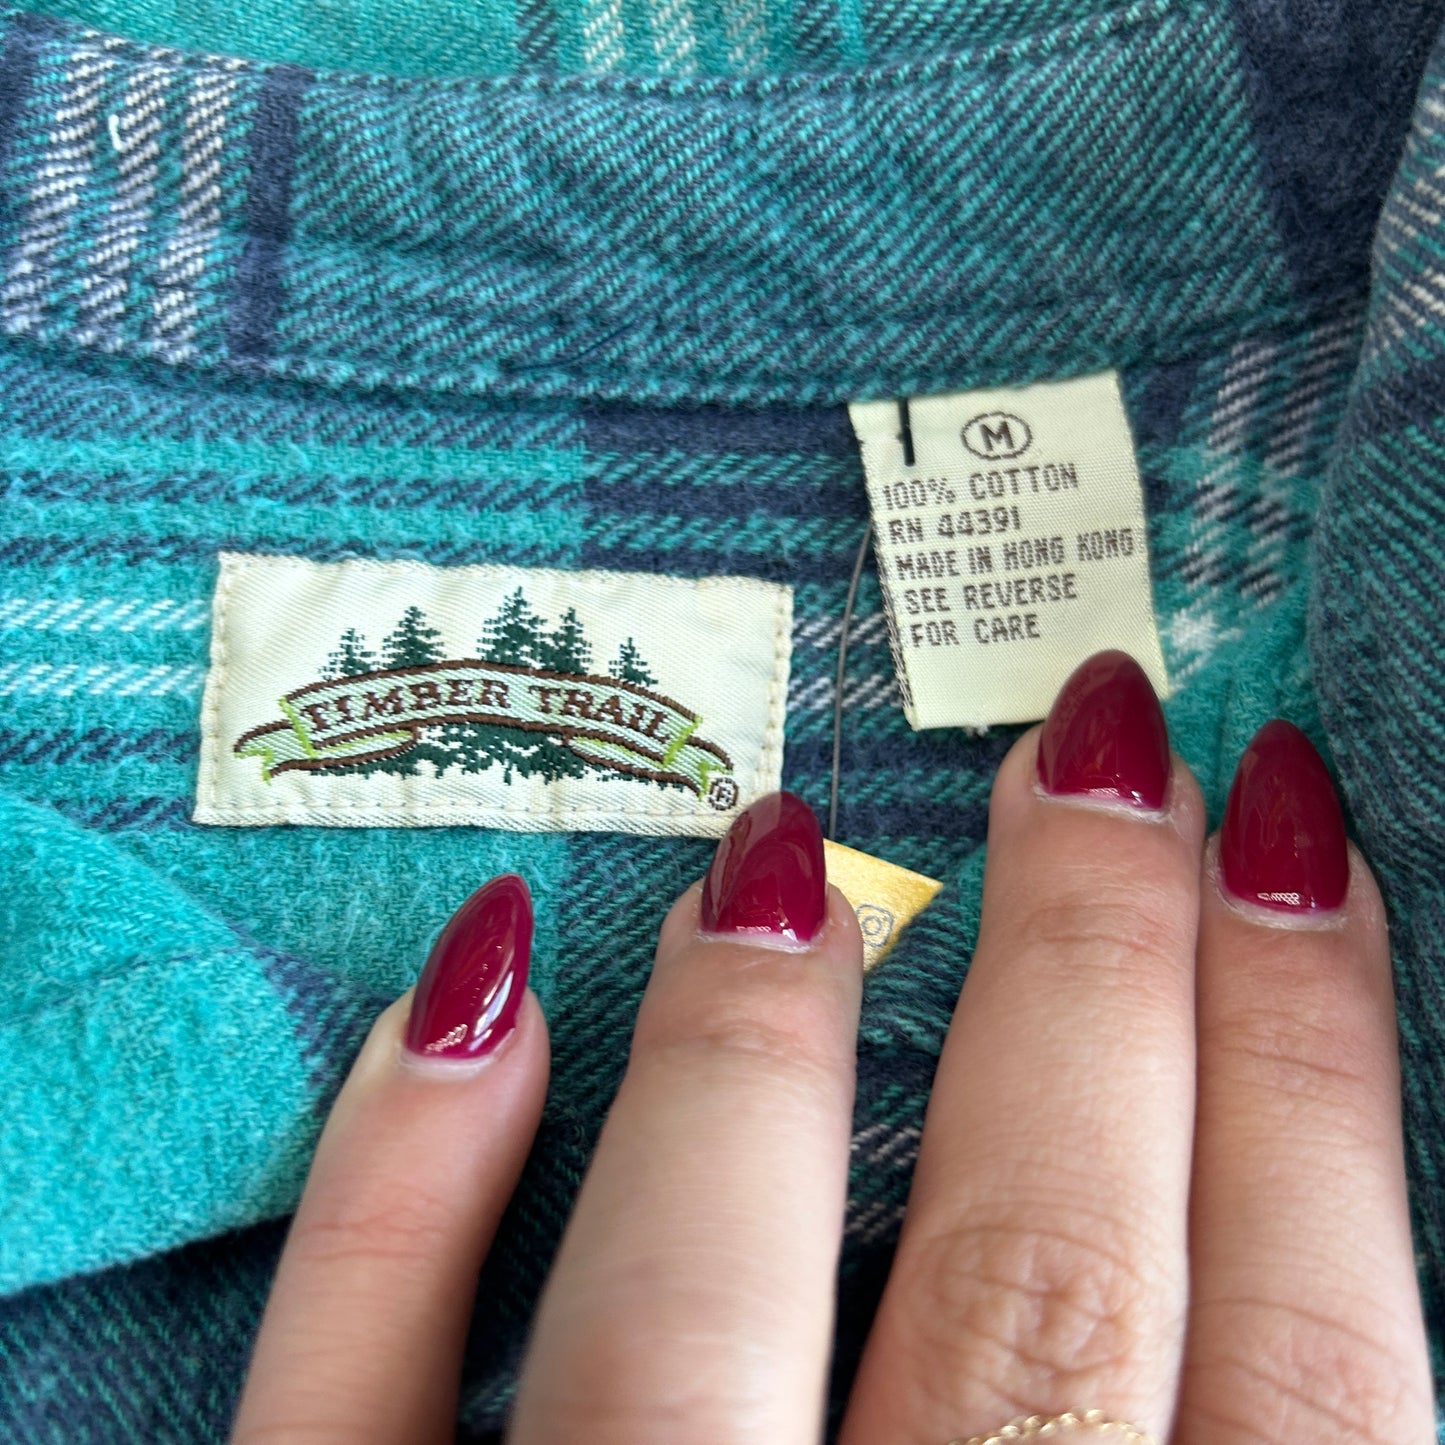 TIMBER TRAIL
®
M
100% COTTON
RN 44391
MADE IN HONG KONG
SEE REVERSE
FOR CARE